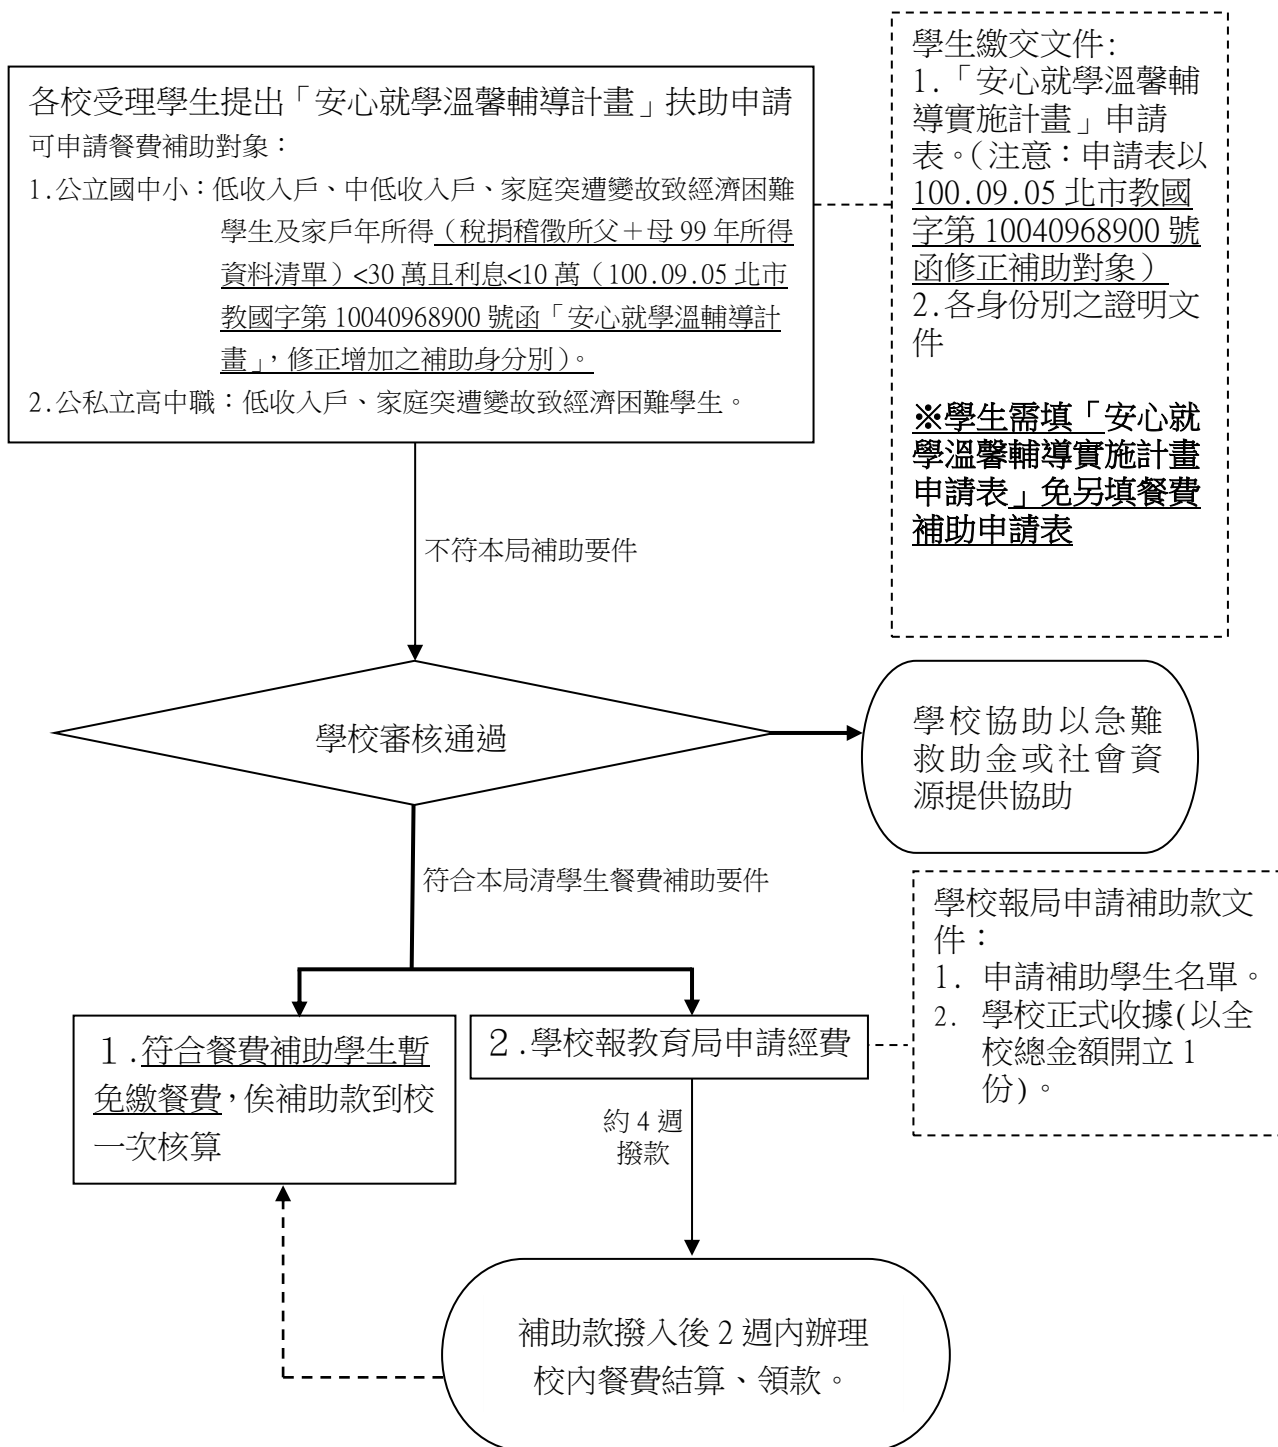 各校受理學生提出「安心就學溫馨輔導計畫」扶助申請
可申請餐費補助對象：
1.公立國中小：低收入戶、中低收入戶、家庭突遭變故致經濟困難
學生及家戶年所得（稅捐稽徵所父＋母 99 年所得
資料清單）<30 萬且利息<10 萬（100.09.05 北市
教國字第 10040968900 號函「安心就學溫輔導計
畫」，修正增加之補助身分別）。
2.公私立高中職：低收入戶、家庭突遭變故致經濟困難學生。
學生繳交文件:
1.「安心就學溫馨輔
導實施計畫」申請
表。(注意：申請表以
100.09.05 北市教國
字第 10040968900 號
函修正補助對象）
2.各身份別之證明文
件
※學生需填「安心就
學溫馨輔導實施計畫
申請表」免另填餐費
補助申請表
不符本局補助要件
學校審核通過
學校協助以急難
救助金或社會資
源提供協助
符合本局清學生餐費補助要件
學校報局申請補助款文
件：
1. 申請補助學生名單。
2. 學校正式收據(以全
校總金額開立 1
份)。
１.符合餐費補助學生暫
免繳餐費，俟補助款到校
一次核算
２.學校報教育局申請經費
約 4 週
撥款
補助款撥入後 2 週內辦理
校內餐費結算、領款。